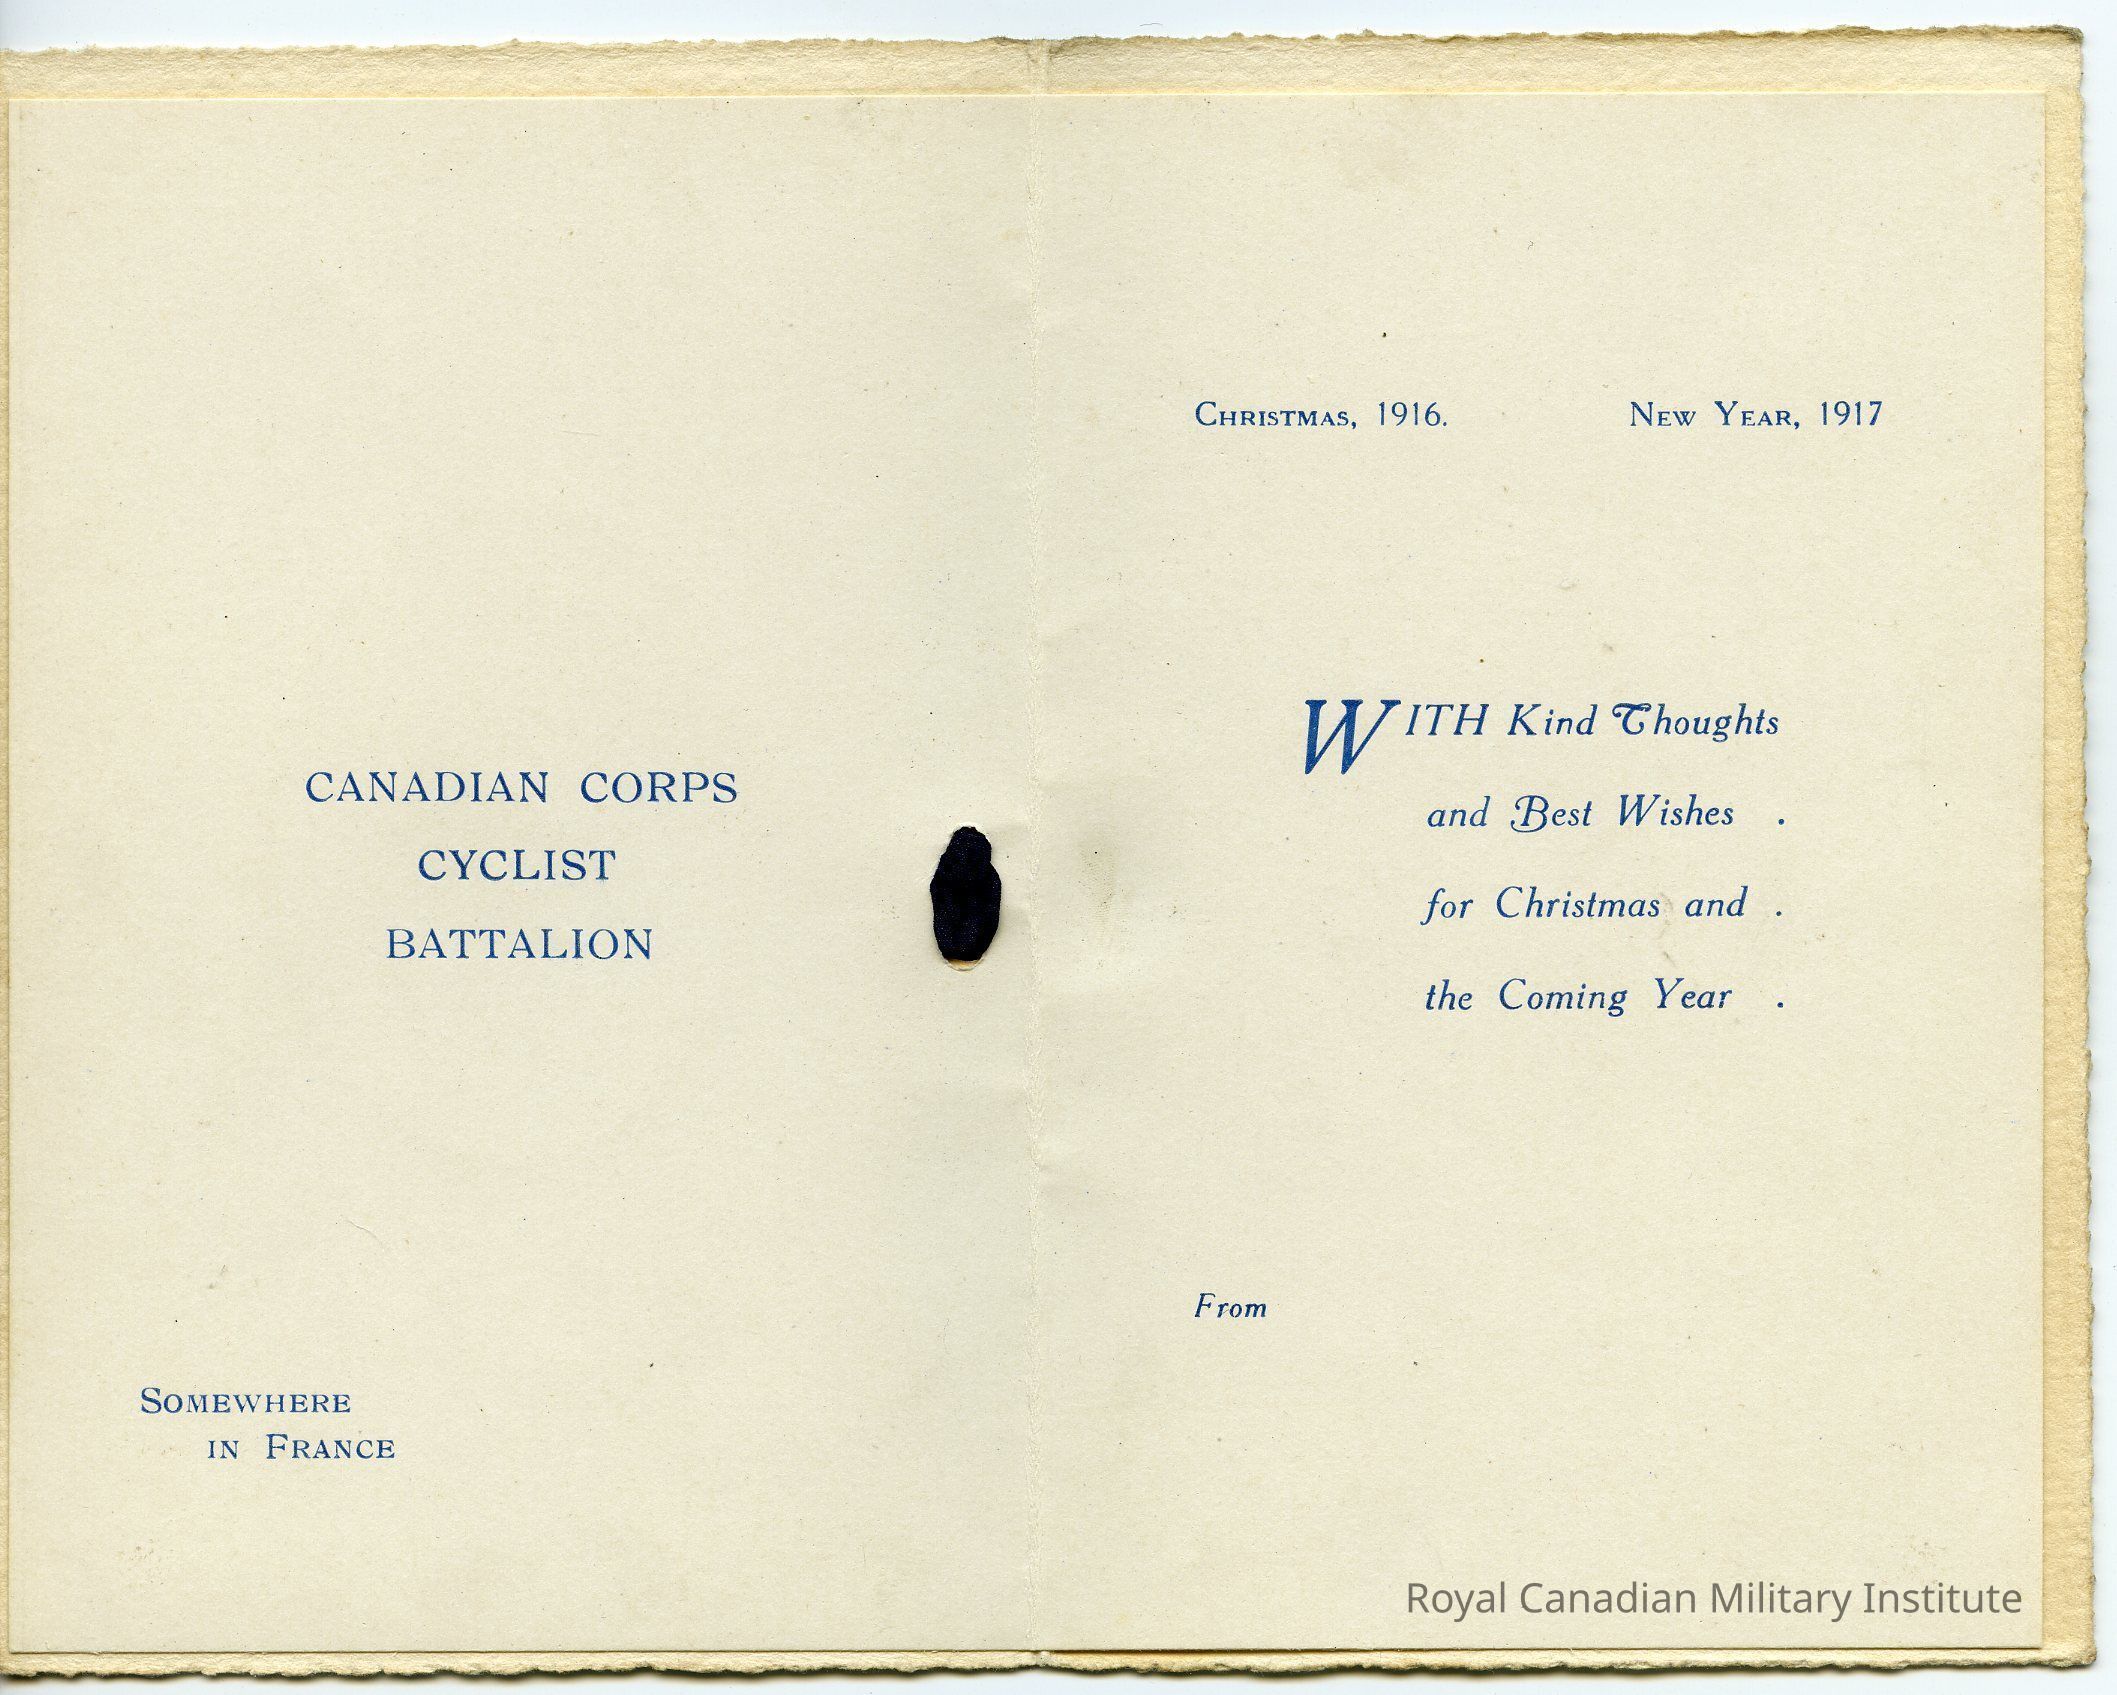 CANADIAN CORPS
CYCLIST
BATTALION
SOMEWHERE
IN FRANCE
CHRISTMAS, 1916. NEW YEAR, 1917
WITH Kind Thoughts
and Best Wishes .
for Christmas and .
the Coming Year .
From
Royal Canadian Military Institute